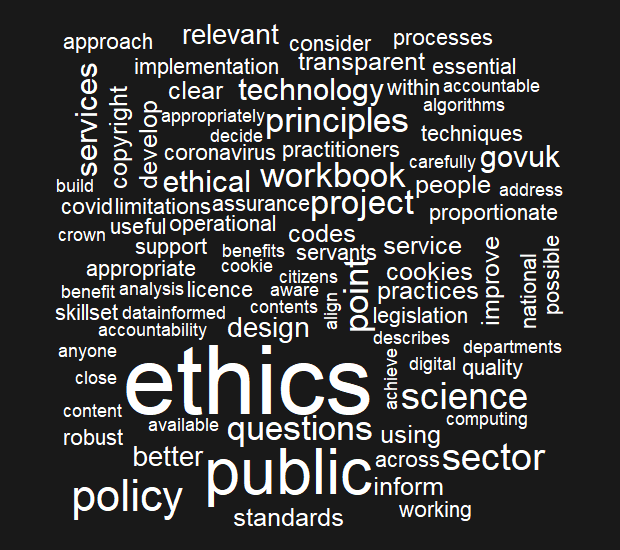 approach relevant consider processes
implementation transparent essential
services copyright develop clear technology within accountable
algorithms
appropriately principles
decide techniques
coronavirus practitioners carefully govuk
build ethical workbook people address
covid limitations assurance project proportionate
crown useful operational codes
support benefits servants service
appropriate cookie citizens point cookies improve national possible
benefit analysis licence aware practices
skillset datainformed contents align legislation
accountability design describes
anyone ethics departments
close achieve digital quality
content available science
robust questions using computing
better public across sector
policy inform
standards working